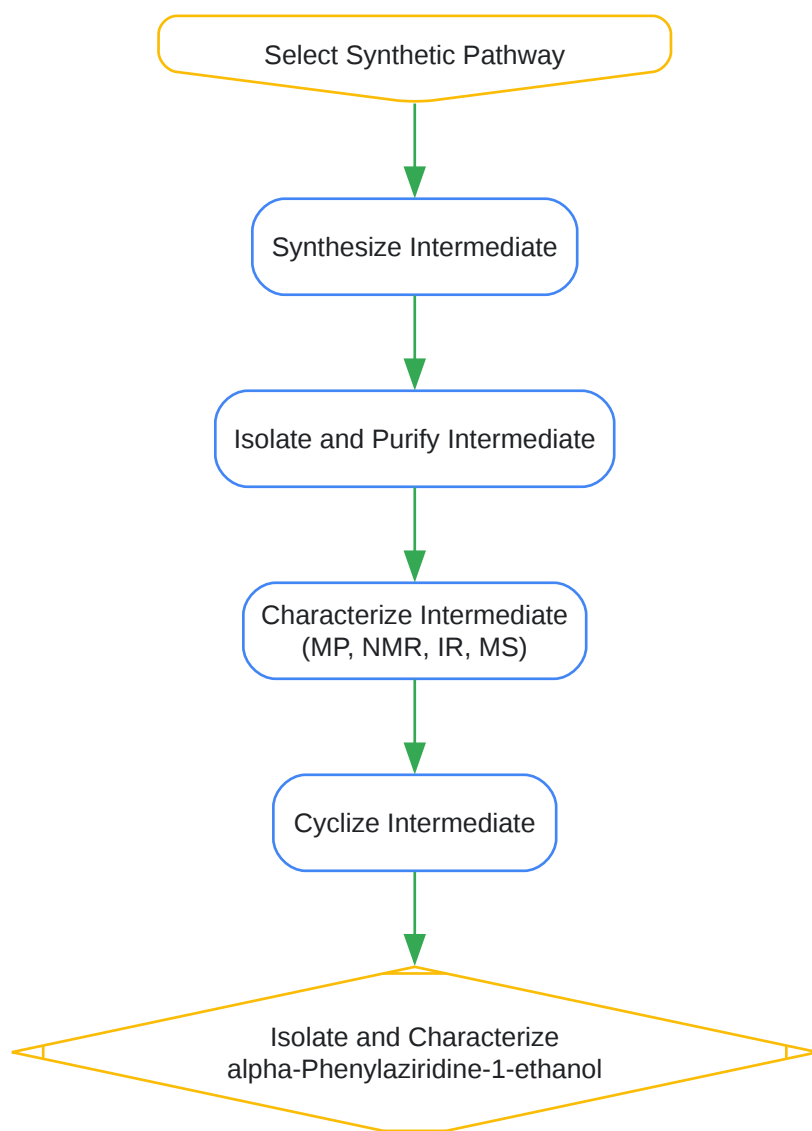 Select Synthetic Pathway
Synthesize Intermediate
Isolate and Purify Intermediate
Characterize Intermediate
(MP, NMR, IR, MS)
Cyclize Intermediate
Isolate and Characterize
alpha-Phenylaziridine-1-ethanol